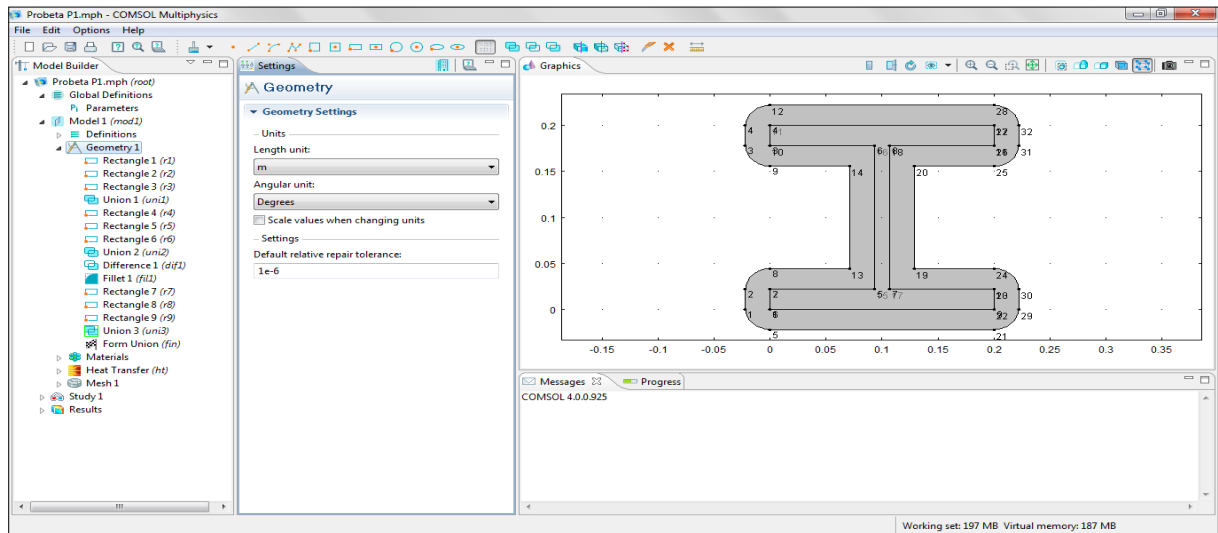 Probeta P1.mph - COMSOL Multiphysics
File Edit Options Help
Model Builder
Probeta P1.mph (root)
Global Definitions
Pi Parameters
Model 1 (mod1)
Definitions
Geometry 1
Rectangle 1 (r1)
Rectangle 2 (r2)
Rectangle 3 (r3)
Union 1 (uni1)
Rectangle 4 (r4)
Rectangle 5 (r5)
Rectangle 6 (r6)
Union 2 (uni2)
Difference 1 (dif1)
Fillet 1 (fil1)
Rectangle 7 (r7)
Rectangle 8 (r8)
Rectangle 9 (r9)
Union 3 (uni3)
Form Union (fin)
Materials
Heat Transfer (ht)
Mesh 1
Study 1
Results
Settings
Geometry
Geometry Settings
Units
Length unit:
m
Angular unit:
Degrees
Scale values when changing units
Settings
Default relative repair tolerance:
1e-6
Graphics
12 28
0.2 4 32
3 31
9 25
0.15 14 20
0.1
0.05 13 19
8 24
2 2 5 7 30
0 1 29
5 21
-0.15 -0.1 -0.05 0 0.05 0.1 0.15 0.2 0.25 0.3 0.35
Messages Progress
COMSOL 4.0.0.925
Working set: 197 MB Virtual memory: 187 MB